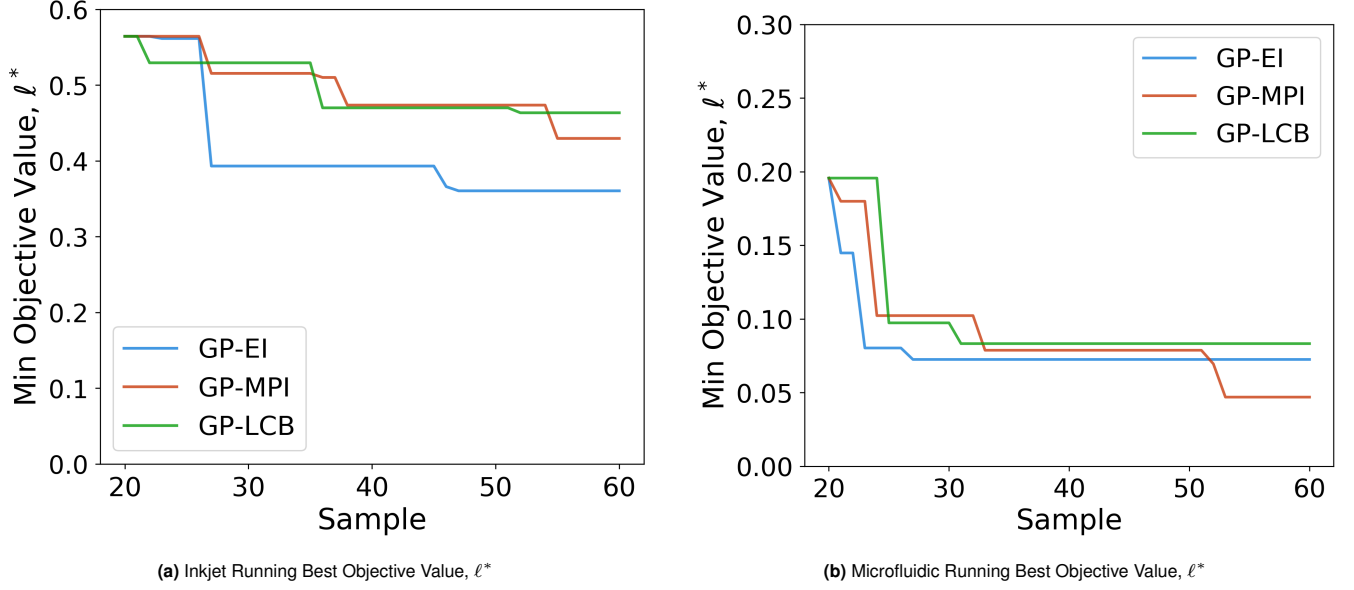 0.6
0.5
0.4
0.3
0.2
0.1
0.0
Min Objective Value, ℓ*
GP-EI
GP-MPI
GP-LCB
20 30 40 50 60
Sample
(a) Inkjet Running Best Objective Value, ℓ*
0.30
0.25
0.20
0.15
0.10
0.05
0.00
Min Objective Value, ℓ*
GP-EI
GP-MPI
GP-LCB
20 30 40 50 60
Sample
(b) Microfluidic Running Best Objective Value, ℓ*